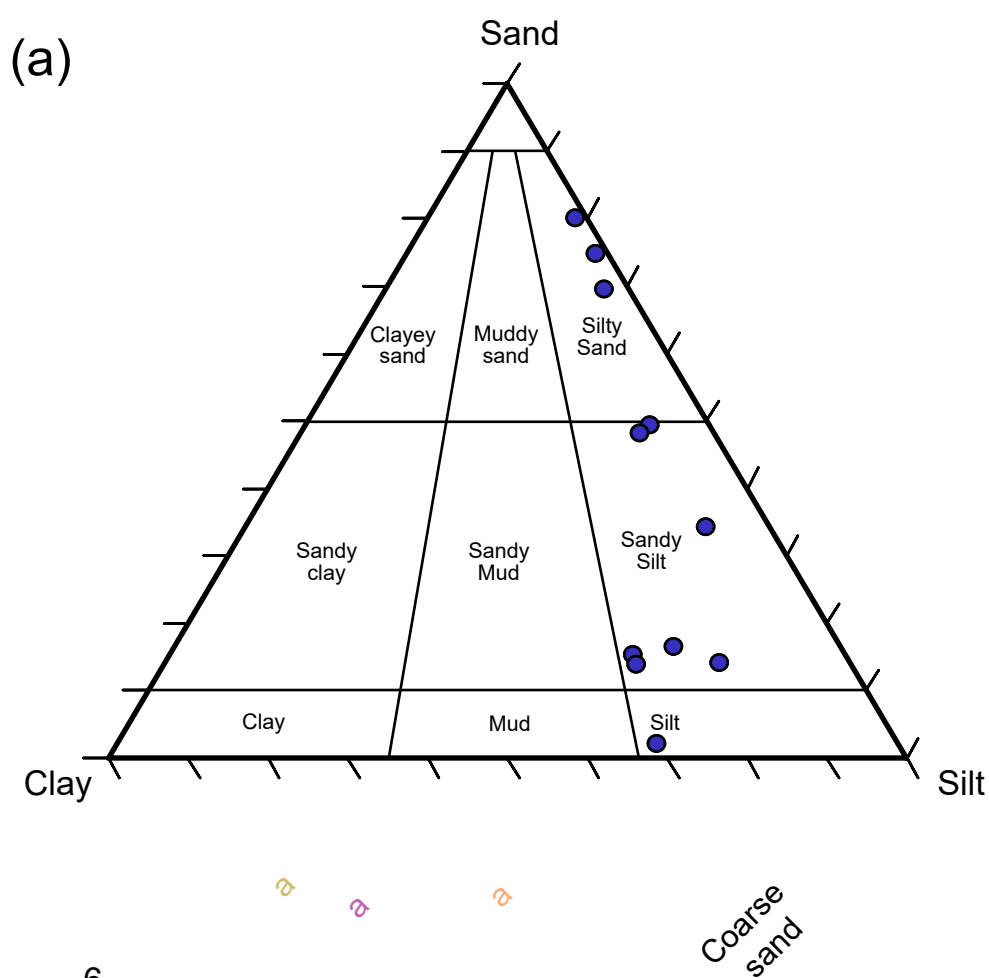 Sand
(a)
Clayey
sand
Muddy
sand
Silty
Sand
Sandy
clay
Sandy
Mud
Sandy
Silt
Clay
Mud
Silt
Clay
Silt
a
a
a
Coarse
sand
6